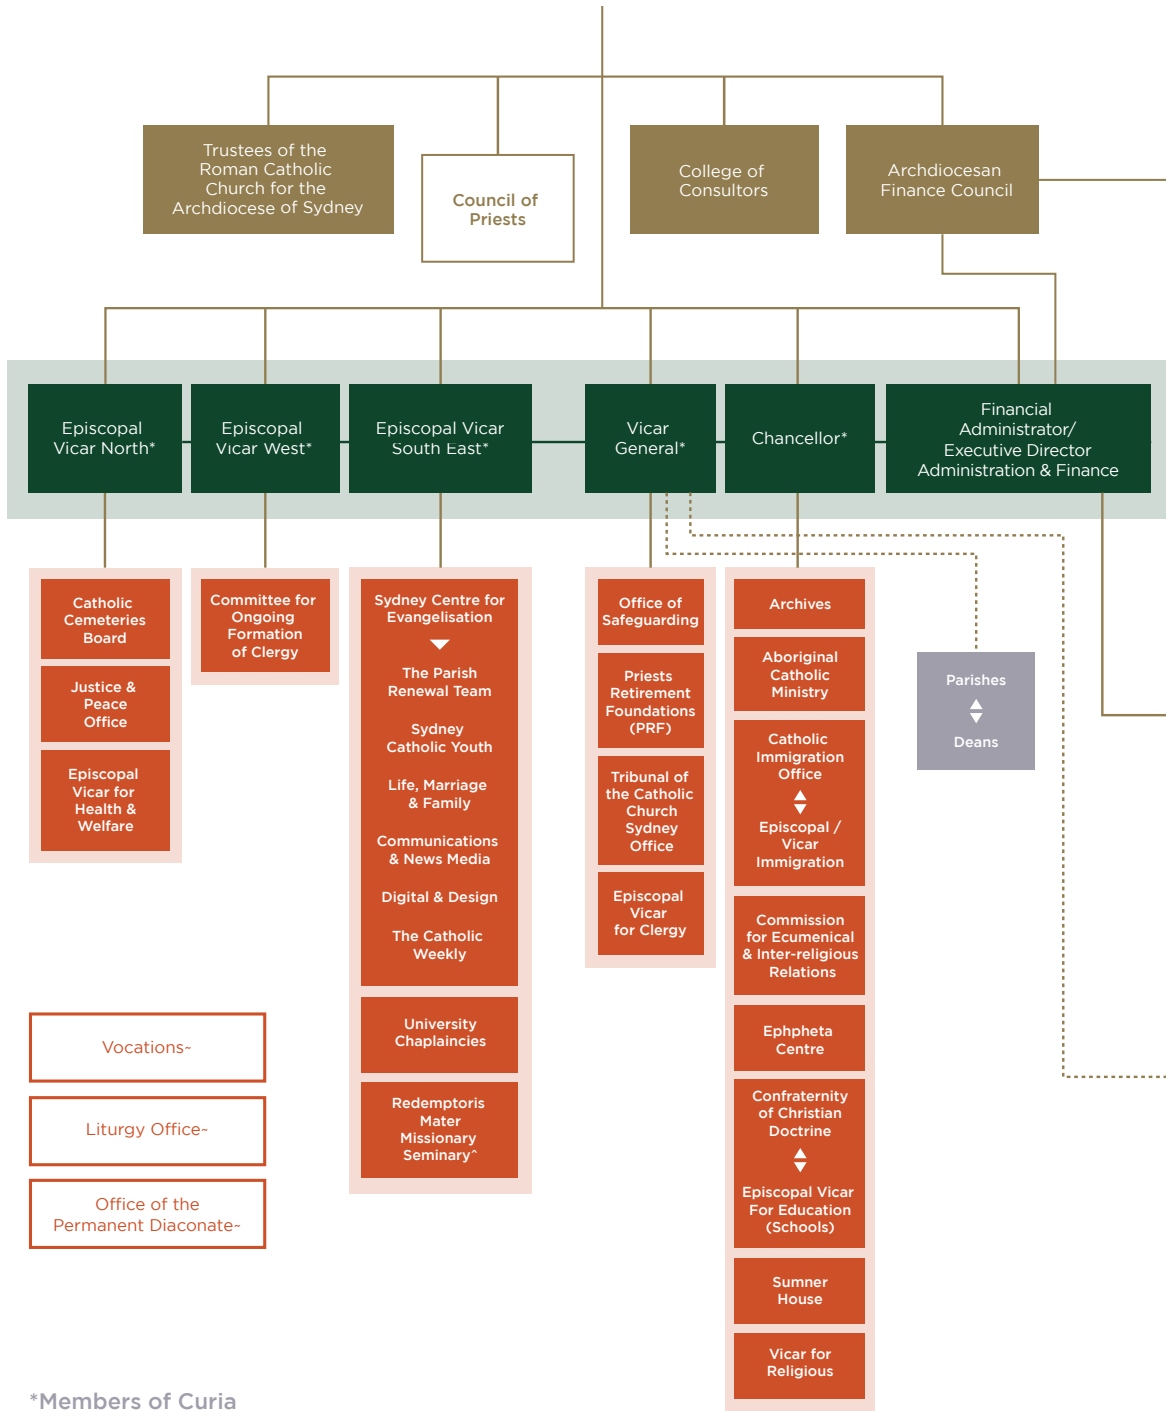 Trustees of the
Roman Catholic
Church for the
Archdiocese of Sydney
Council of
Priests
College of
Consultors
Archdiocesan
Finance Council
Episcopal
Vicar North*
Episcopal
Vicar West*
Episcopal Vicar
South East*
Vicar
General*
Chancellor*
Financial
Administrator/
Executive Director
Administration & Finance
Catholic
Cemeteries
Board
Justice &
Peace
Office
Episcopal
Vicar for
Health &
Welfare
Committee for
Ongoing
Formation
of Clergy
Sydney Centre for
Evangelisation
The Parish
Renewal Team
Sydney
Catholic Youth
Life, Marriage
& Family
Communications
& News Media
Digital & Design
The Catholic
Weekly
University
Chaplaincies
Redemptoris
Mater
Missionary
Seminary^
Office of
Safeguarding
Priests
Retirement
Foundations
(PRF)
Tribunal of
the Catholic
Church
Sydney
Office
Episcopal
Vicar
for Clergy
Archives
Aboriginal
Catholic
Ministry
Catholic
Immigration
Office
Episcopal /
Vicar
Immigration
Commission
for Ecumenical
& Inter-religious
Relations
Ephpheta
Centre
Confraternity
of Christian
Doctrine
Episcopal Vicar
For Education
(Schools)
Sumner
House
Vicar for
Religious
Parishes
Deans
Vocations~
Liturgy Office~
Office of the
Permanent Diaconate~
*Members of Curia